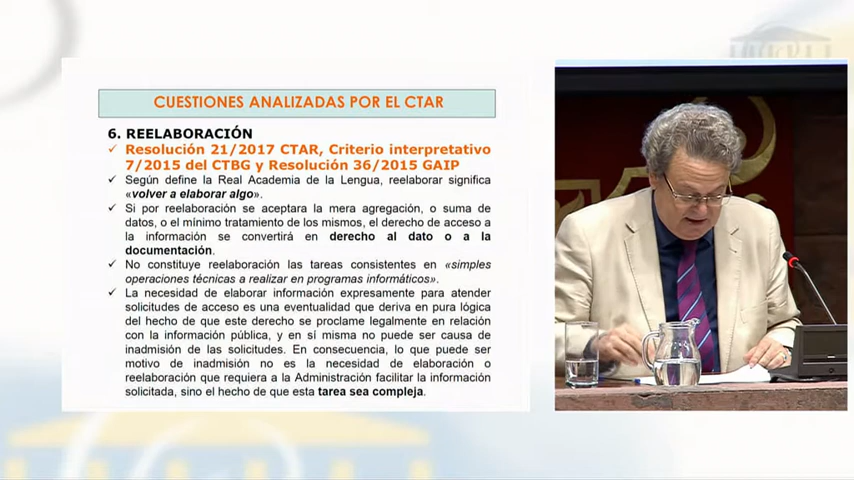 CUESTIONES ANALIZADAS POR EL CTAR
6. REELABORACIÓN
Resolución 21/2017 CTAR, Criterio interpretativo
7/2015 del CTBG y Resolución 36/2015 GAIP
Según define la Real Academia de la Lengua, reelaborar significa
«volver a elaborar algo».
Si por reelaboración se aceptara la mera agregación, o suma de
datos, o el mínimo tratamiento de los mismos, el derecho de acceso a
la información se convertirá en derecho al dato o a la
documentación.
No constituye reelaboración las tareas consistentes en «simples
operaciones técnicas a realizar en programas informáticos».
La necesidad de elaborar información expresamente para atender
solicitudes de acceso es una eventualidad que deriva en pura lógica
del hecho de que este derecho se proclame legalmente en relación
con la información pública, y en sí misma no puede ser causa de
inadmisión de las solicitudes. En consecuencia, lo que puede ser
motivo de inadmisión no es la necesidad de elaboración o
reelaboración que requiera a la Administración facilitar la información
solicitada, sino el hecho de que esta tarea sea compleja.